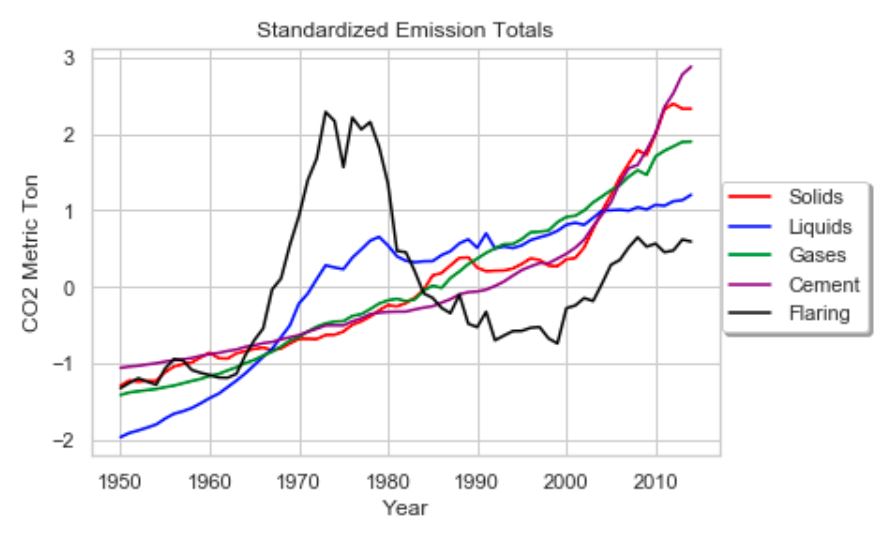 Standardized Emission Totals
3
2
1
0
−1
−2
CO2 Metric Ton
1950 1960 1970 1980 1990 2000 2010
Year
Solids
Liquids
Gases
Cement
Flaring